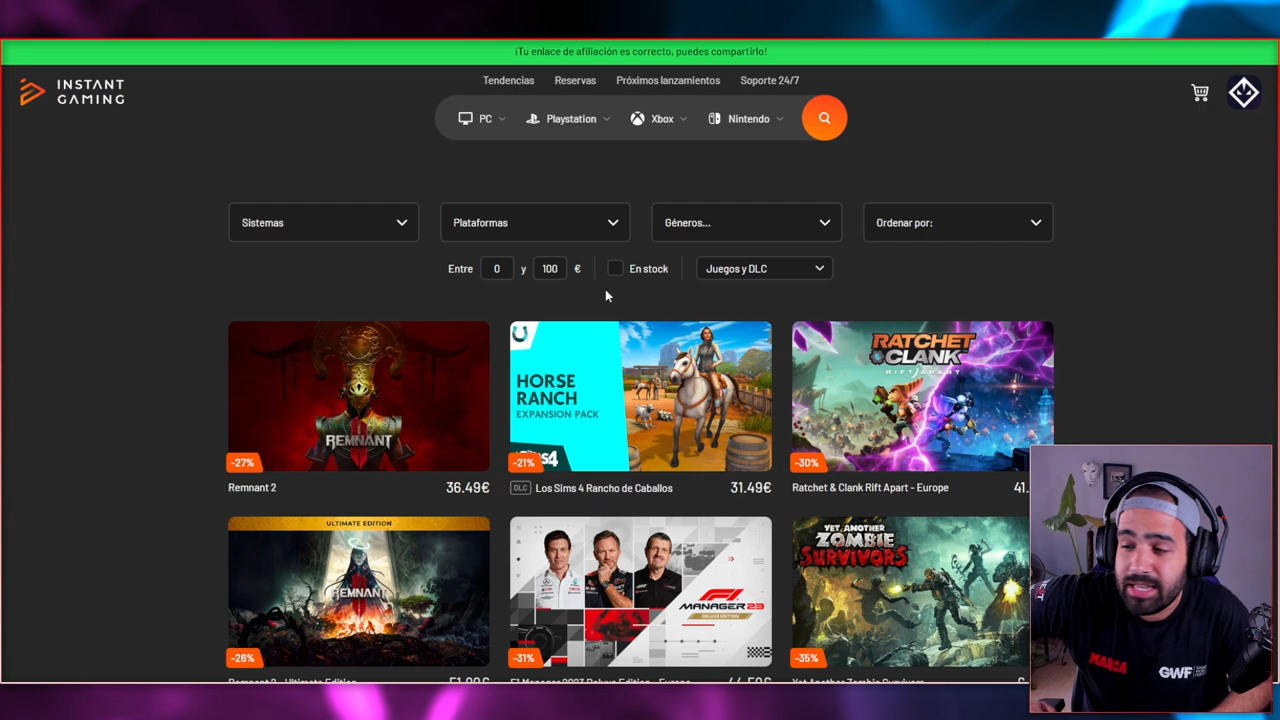 ¡Tu enlace de afiliación es correcto, puedes compartirlo!
INSTANT
GAMING
Tendencias Reservas Próximos lanzamientos Soporte 24/7
PC Playstation Xbox Nintendo
Sistemas Plataformas Géneros... Ordenar por:
Entre 0 y 100 € En stock Juegos y DLC
REMNANT
HORSE
RANCH
EXPANSION PACK
RATCHET
CLANK
RIFT APART
-27% -21% -30%
Remnant 2 36.49€
DLC Los Sims 4 Rancho de Caballos 31.49€
Ratchet & Clank Rift Apart - Europe 41.
ULTIMATE EDITION
REMNANT
F1 MANAGER 23
DELUXE EDITION
YET ANOTHER
ZOMBIE
SURVIVORS
-26% -31% -35%
MARCA
GWF